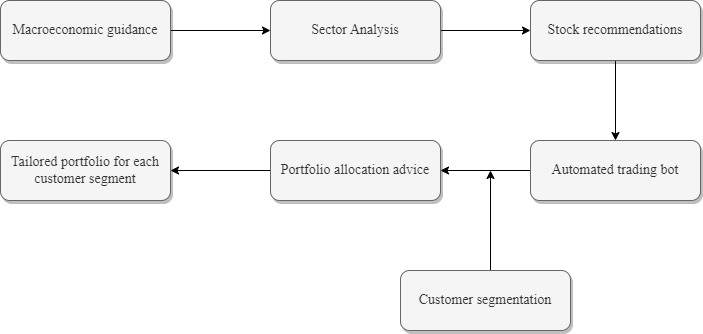 Macroeconomic guidance
Sector Analysis
Stock recommendations
Tailored portfolio for each
customer segment
Portfolio allocation advice
Automated trading bot
Customer segmentation